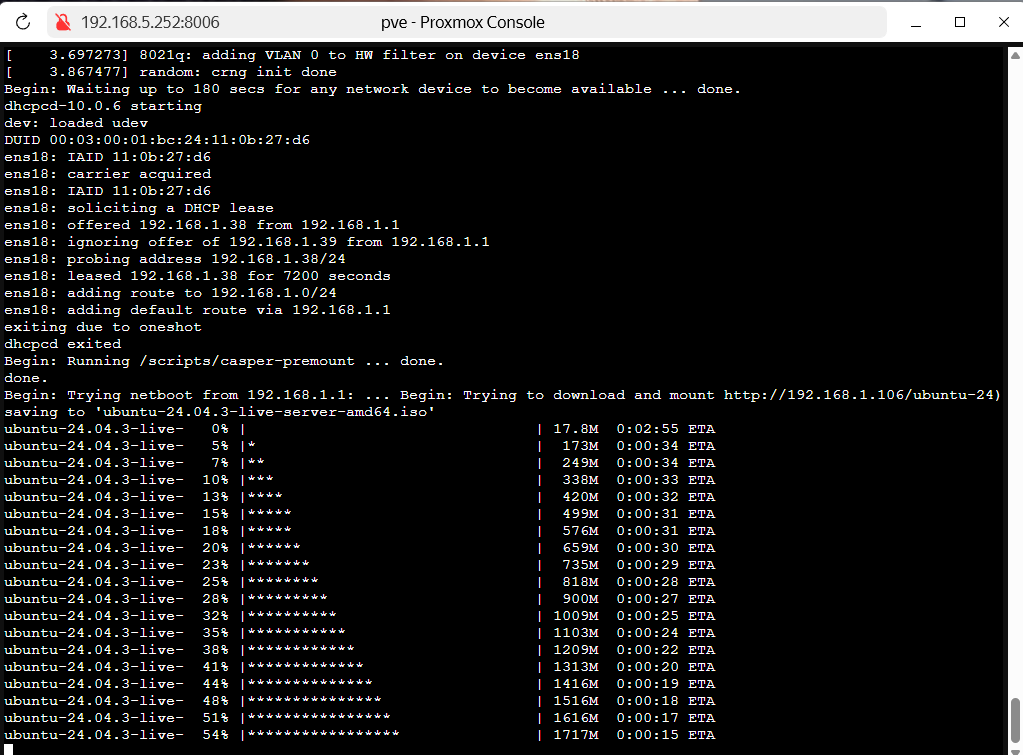 192.168.5.252:8006
pve - Proxmox Console
[    3.697273] 8021q: adding VLAN 0 to HW filter on device ens18
[    3.867477] random: crng init done
Begin: Waiting up to 180 secs for any network device to become available ... done.
dhcpcd-10.0.6 starting
dev: loaded udev
DUID 00:03:00:01:bc:24:11:0b:27:d6
ens18: IAID 11:0b:27:d6
ens18: carrier acquired
ens18: IAID 11:0b:27:d6
ens18: soliciting a DHCP lease
ens18: offered 192.168.1.38 from 192.168.1.1
ens18: ignoring offer of 192.168.1.39 from 192.168.1.1
ens18: probing address 192.168.1.38/24
ens18: leased 192.168.1.38 for 7200 seconds
ens18: adding route to 192.168.1.0/24
ens18: adding default route via 192.168.1.1
exiting due to oneshot
dhcpcd exited
Begin: Running /scripts/casper-premount ... done.
done.
Begin: Trying netboot from 192.168.1.1: ... Begin: Trying to download and mount http://192.168.1.106/ubuntu-24)
saving to 'ubuntu-24.04.3-live-server-amd64.iso'
ubuntu-24.04.3-live-   0% |                                | 17.8M  0:02:55 ETA
ubuntu-24.04.3-live-   5% |*                               |  173M  0:00:34 ETA
ubuntu-24.04.3-live-   7% |**                              |  249M  0:00:34 ETA
ubuntu-24.04.3-live-  10% |***                             |  338M  0:00:33 ETA
ubuntu-24.04.3-live-  13% |****                            |  420M  0:00:32 ETA
ubuntu-24.04.3-live-  15% |*****                           |  499M  0:00:31 ETA
ubuntu-24.04.3-live-  18% |*****                           |  576M  0:00:31 ETA
ubuntu-24.04.3-live-  20% |******                          |  659M  0:00:30 ETA
ubuntu-24.04.3-live-  23% |*******                         |  735M  0:00:29 ETA
ubuntu-24.04.3-live-  25% |********                        |  818M  0:00:28 ETA
ubuntu-24.04.3-live-  28% |*********                       |  900M  0:00:27 ETA
ubuntu-24.04.3-live-  32% |**********                      | 1009M  0:00:25 ETA
ubuntu-24.04.3-live-  35% |***********                     | 1103M  0:00:24 ETA
ubuntu-24.04.3-live-  38% |************                    | 1209M  0:00:22 ETA
ubuntu-24.04.3-live-  41% |*************                   | 1313M  0:00:20 ETA
ubuntu-24.04.3-live-  44% |**************                  | 1416M  0:00:19 ETA
ubuntu-24.04.3-live-  48% |***************                 | 1516M  0:00:18 ETA
ubuntu-24.04.3-live-  51% |****************                | 1616M  0:00:17 ETA
ubuntu-24.04.3-live-  54% |*****************               | 1717M  0:00:15 ETA